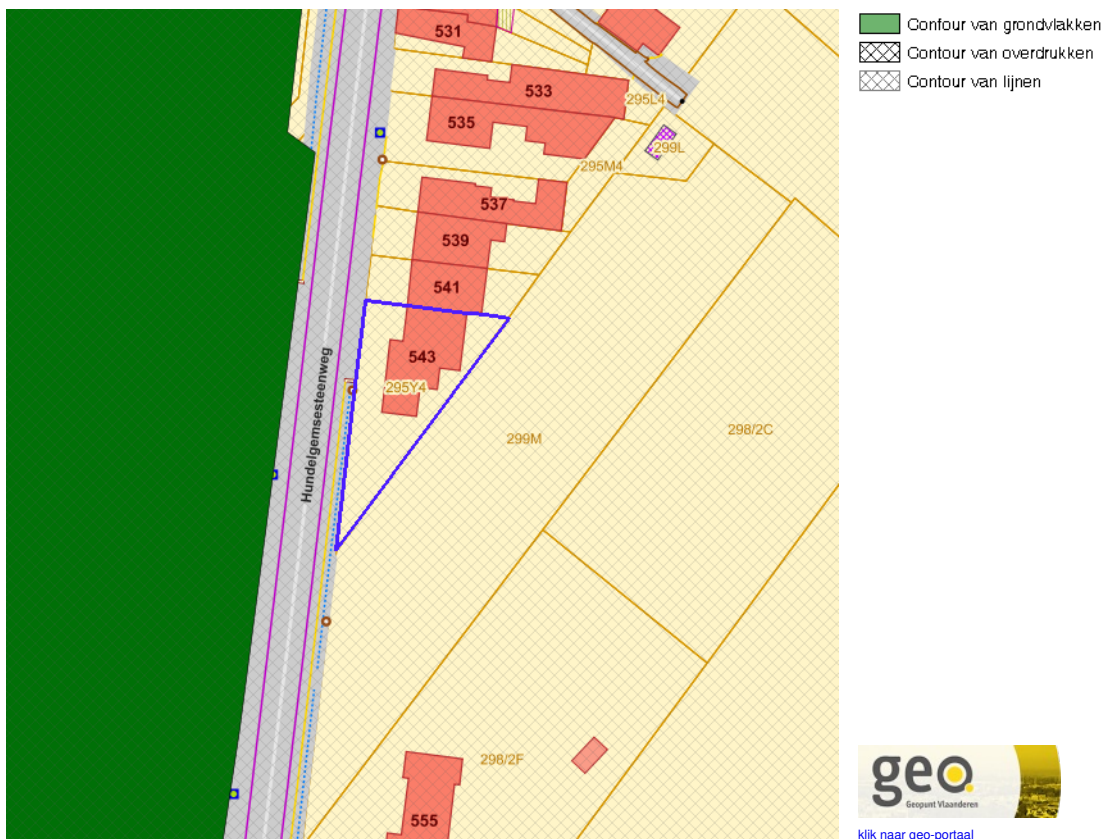 531
Contour van grondvlakken
Contour van overdrukken
Contour van lijnen
533
295L4
535
299L
295M4
537
539
541
543
295Y4
Hundelgemsesteenweg
299M
298/2C
298/2F
555
geo.
Geopunt Vlaanderen
klik naar geo-portaal